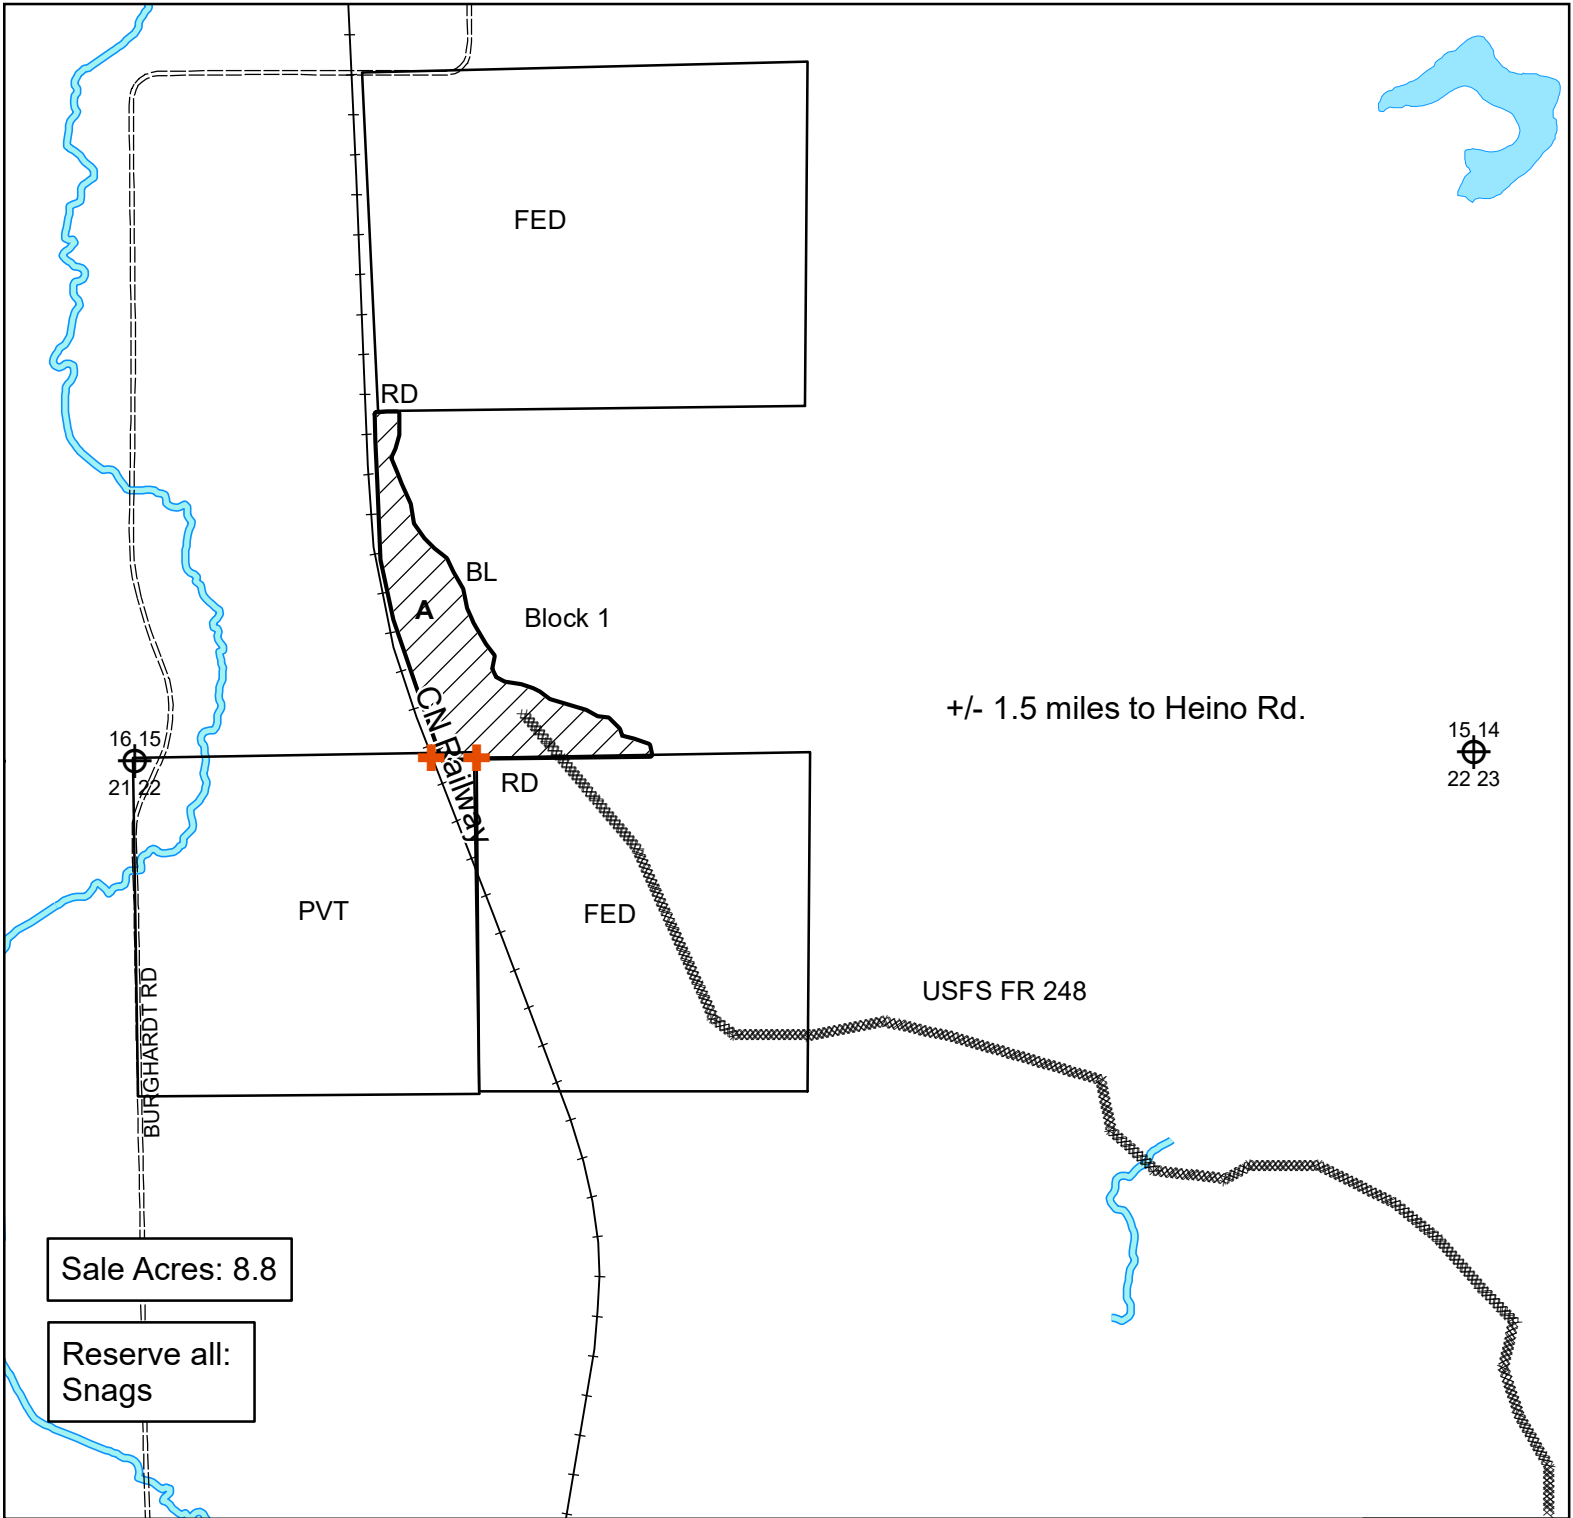 FED
RD
BL
A
Block 1
CN Railway
+/- 1.5 miles to Heino Rd.
16 15
21 22
15 14
22 23
RD
PVT
FED
BURGHARDT RD
USFS FR 248
Sale Acres: 8.8
Reserve all:
Snags